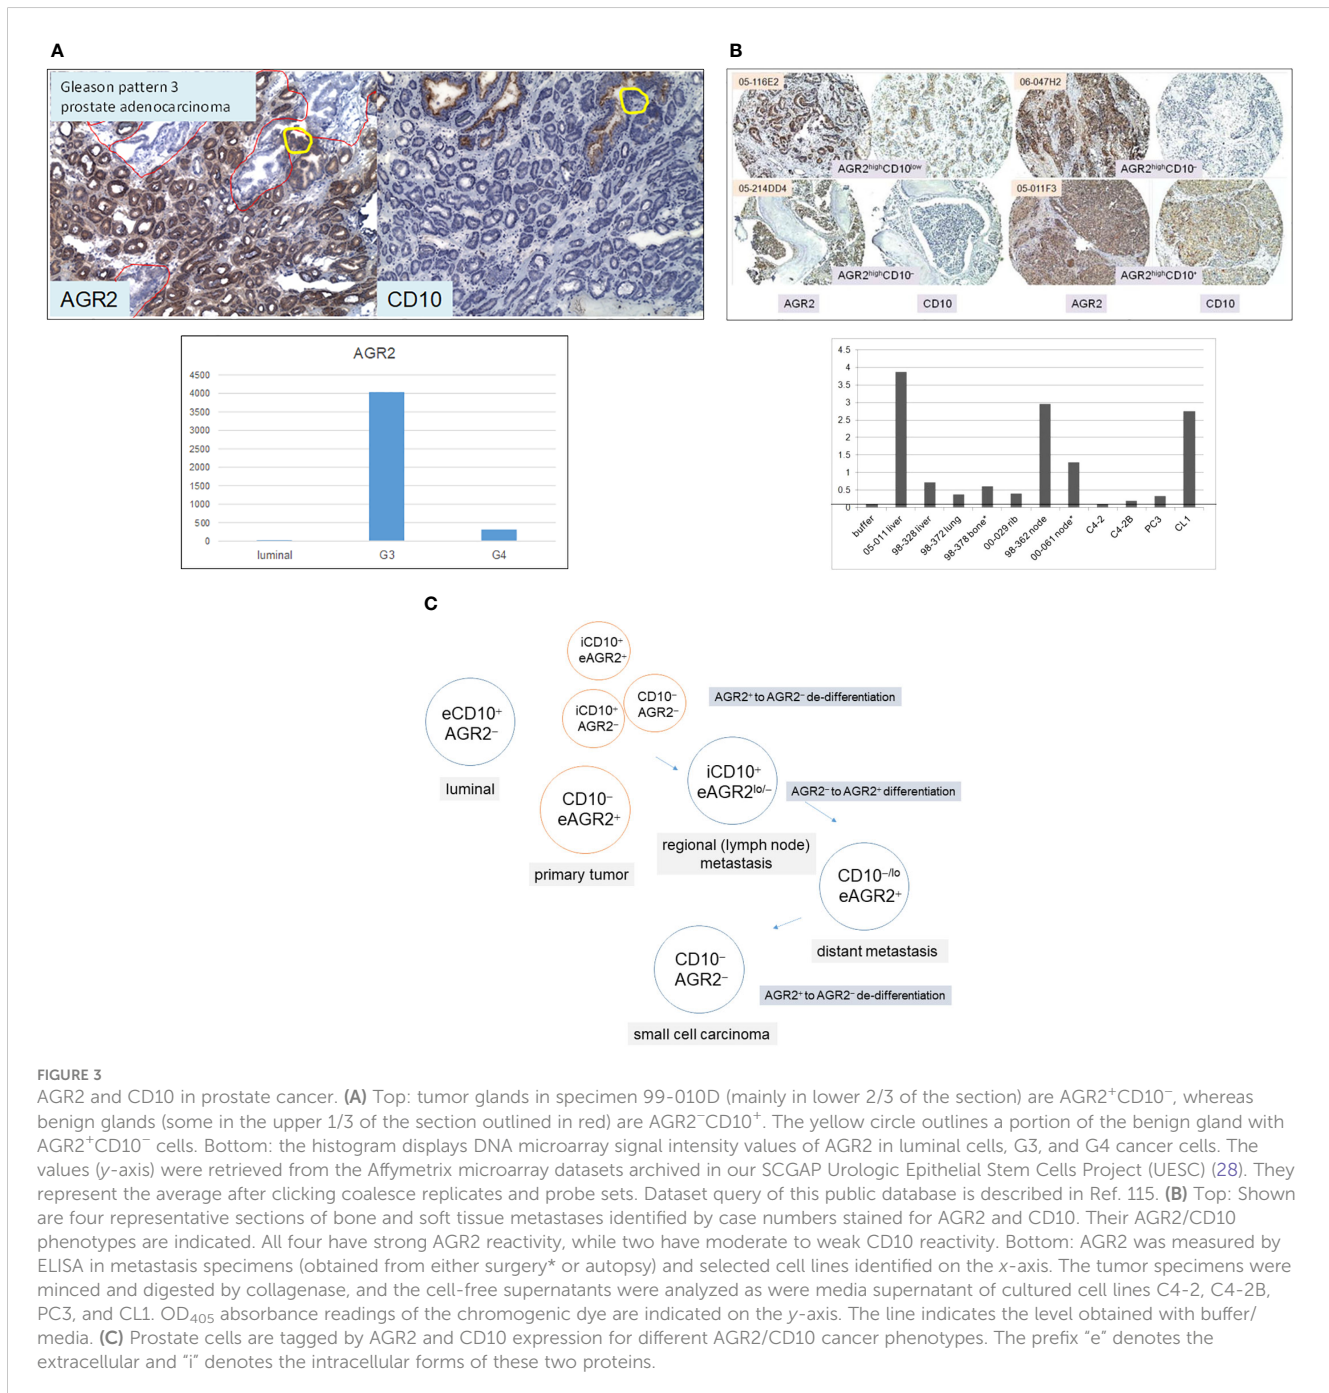 A
Gleason pattern 3
prostate adenocarcinoma
AGR2
CD10
AGR2
4500
4000
3500
3000
2500
2000
1500
1000
500
0
luminal
G3
G4
B
05-116E2
06-047H2
AGR2highCD10low
AGR2highCD10−
05-214DD4
05-011F3
AGR2highCD10−
AGR2highCD10+
AGR2
CD10
AGR2
CD10
4.5
4
3.5
3
2.5
2
1.5
1
0.5
0
buffer
05-011 liver
98-328 liver
98-372 lung
98-378 bone*
00-029 rib
98-362 node
00-061 node*
C4-2
C4-2B
PC3
CL1
C
iCD10+
eAGR2+
eCD10+
AGR2−
luminal
iCD10+
AGR2−
CD10−
AGR2−
AGR2+ to AGR2− de-differentiation
CD10−
eAGR2+
primary tumor
iCD10+
eAGR2lo/−
regional (lymph node)
metastasis
AGR2− to AGR2+ differentiation
CD10−/lo
eAGR2+
distant metastasis
CD10−
AGR2−
small cell carcinoma
AGR2+ to AGR2− de-differentiation
FIGURE 3
AGR2 and CD10 in prostate cancer. (A) Top: tumor glands in specimen 99-010D (mainly in lower 2/3 of the section) are AGR2+CD10−, whereas
benign glands (some in the upper 1/3 of the section outlined in red) are AGR2−CD10+. The yellow circle outlines a portion of the benign gland with
AGR2+CD10− cells. Bottom: the histogram displays DNA microarray signal intensity values of AGR2 in luminal cells, G3, and G4 cancer cells. The
values (y-axis) were retrieved from the Affymetrix microarray datasets archived in our SCGAP Urologic Epithelial Stem Cells Project (UESC) (28). They
represent the average after clicking coalesce replicates and probe sets. Dataset query of this public database is described in Ref. 115. (B) Top: Shown
are four representative sections of bone and soft tissue metastases identified by case numbers stained for AGR2 and CD10. Their AGR2/CD10
phenotypes are indicated. All four have strong AGR2 reactivity, while two have moderate to weak CD10 reactivity. Bottom: AGR2 was measured by
ELISA in metastasis specimens (obtained from either surgery* or autopsy) and selected cell lines identified on the x-axis. The tumor specimens were
minced and digested by collagenase, and the cell-free supernatants were analyzed as were media supernatant of cultured cell lines C4-2, C4-2B,
PC3, and CL1. OD405 absorbance readings of the chromogenic dye are indicated on the y-axis. The line indicates the level obtained with buffer/
media. (C) Prostate cells are tagged by AGR2 and CD10 expression for different AGR2/CD10 cancer phenotypes. The prefix “e” denotes the
extracellular and “i” denotes the intracellular forms of these two proteins.